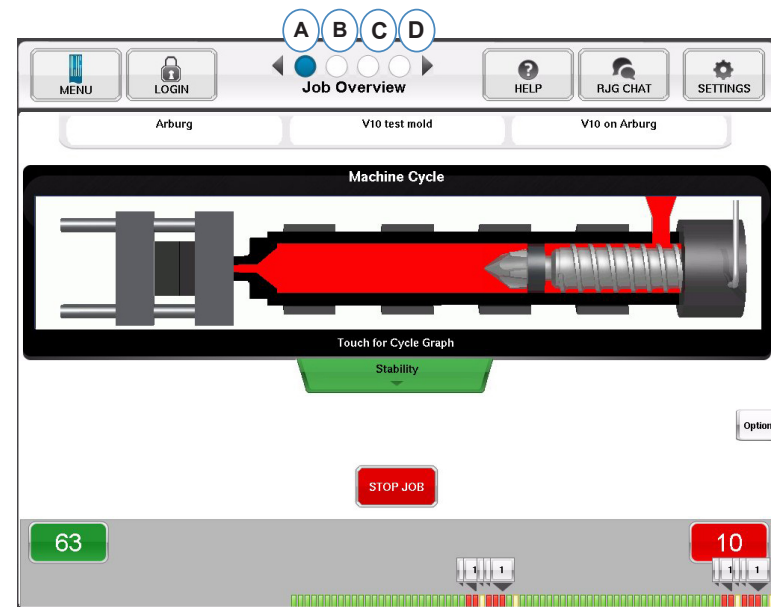 A B C D
MENU LOGIN Job Overview HELP RJG CHAT SETTINGS
Arburg V10 test mold V10 on Arburg
Machine Cycle
Touch for Cycle Graph
Stability
Option
STOP JOB
63 10
1 1 1 1